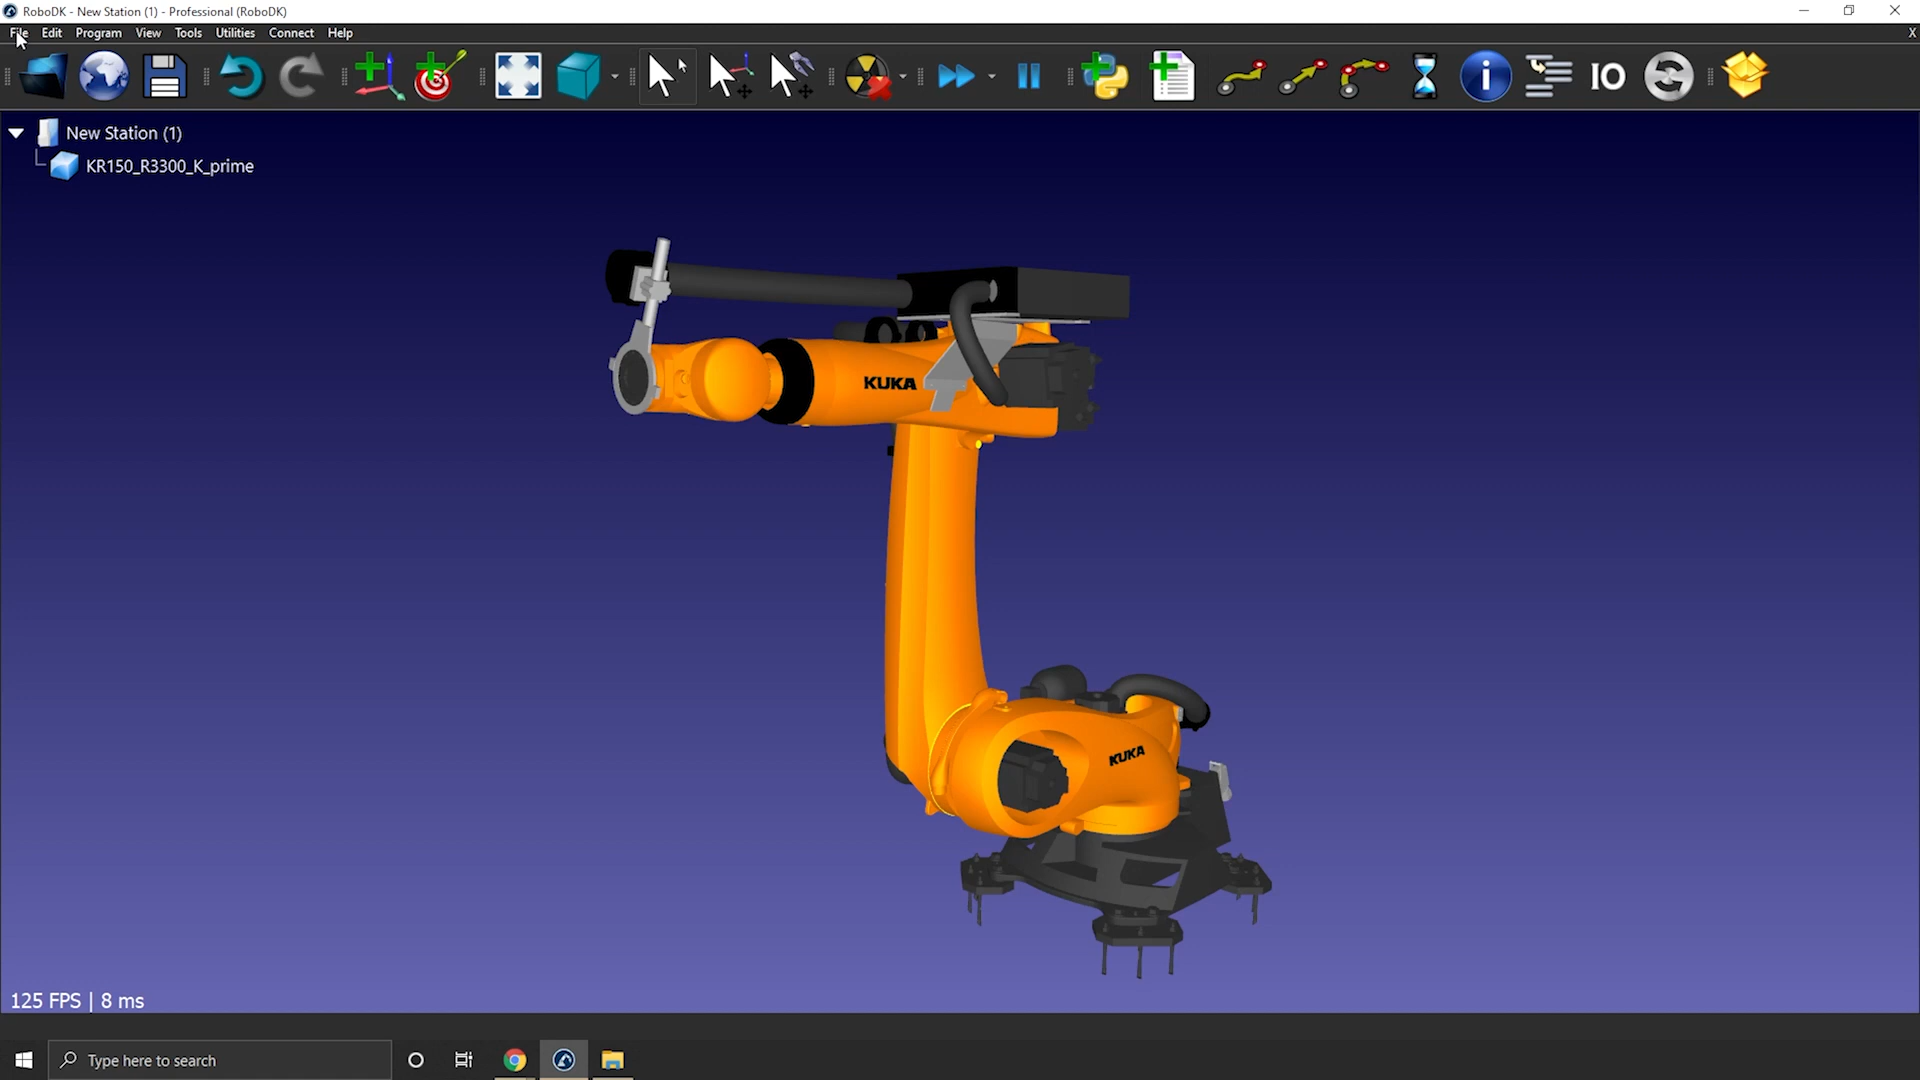 RoboDK - New Station (1) - Professional (RoboDK)
File Edit Program View Tools Utilities Connect Help X
IO
New Station (1)
KR150_R3300_K_prime
KUKA
KUKA
125 FPS | 8 ms
Type here to search